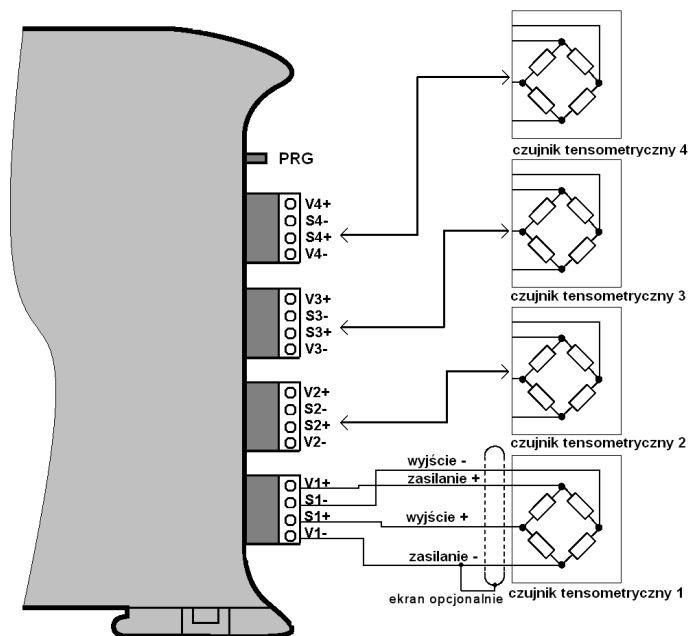 czujnik tensometryczny 4
PRG
V4+
S4-
S4+
V4-
czujnik tensometryczny 3
V3+
S3-
S3+
V3-
czujnik tensometryczny 2
V2+
S2-
S2+
V2-
wyjście -
zasilanie +
V1+
S1-
S1+
V1-
wyjście +
zasilanie -
ekran opcjonalnie
czujnik tensometryczny 1